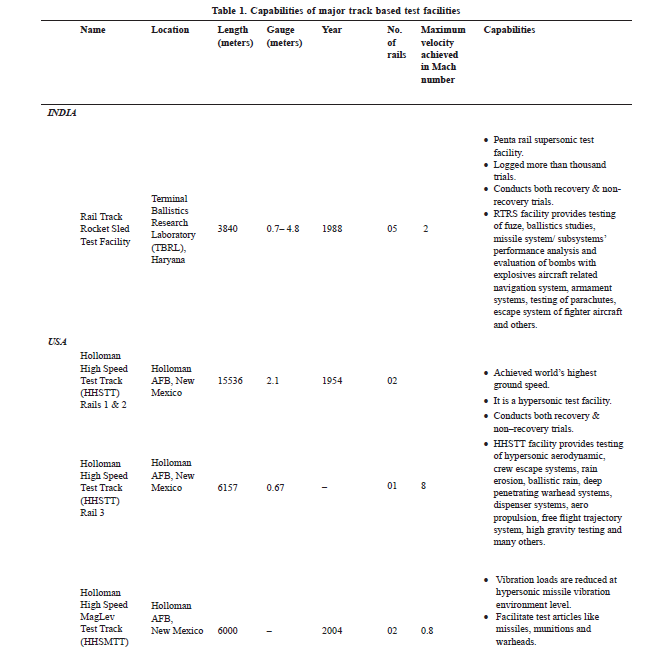 Table 1. Capabilities of major track based test facilities
Name Location Length (meters) Gauge (meters) Year No. of rails Maximum velocity achieved in Mach number Capabilities
INDIA
Rail Track
Rocket Sled
Test Facility
Terminal
Ballistics
Research
Laboratory
(TBRL),
Haryana
3840 0.7– 4.8 1988 05 2
• Penta rail supersonic test
facility.
• Logged more than thousand
trials.
• Conducts both recovery & non-
recovery trials.
• RTRS facility provides testing
of fuze, ballistics studies,
missile system/ subsystems’
performance analysis and
evaluation of bombs with
explosives aircraft related
navigation system, armament
systems, testing of parachutes,
escape system of fighter aircraft
and others.
USA
Holloman
High Speed
Test Track
(HHSTT)
Rails 1 & 2
Holloman
AFB, New
Mexico
15536 2.1 1954 02
• Achieved world’s highest
ground speed.
• It is a hypersonic test facility.
• Conducts both recovery &
non–recovery trials.
Holloman
High Speed
Test Track
(HHSTT)
Rail 3
Holloman
AFB, New
Mexico
6157 0.67 – 01 8
• HHSTT facility provides testing
of hypersonic aerodynamic,
crew escape systems, rain
erosion, ballistic rain, deep
penetrating warhead systems,
dispenser systems, aero
propulsion, free flight trajectory
system, high gravity testing and
many others.
Holloman
High Speed
MagLev
Test Track
(HHSMTT)
Holloman
AFB,
New Mexico
6000 – 2004 02 0.8
• Vibration loads are reduced at
hypersonic missile vibration
environment level.
• Facilitate test articles like
missiles, munitions and
warheads.